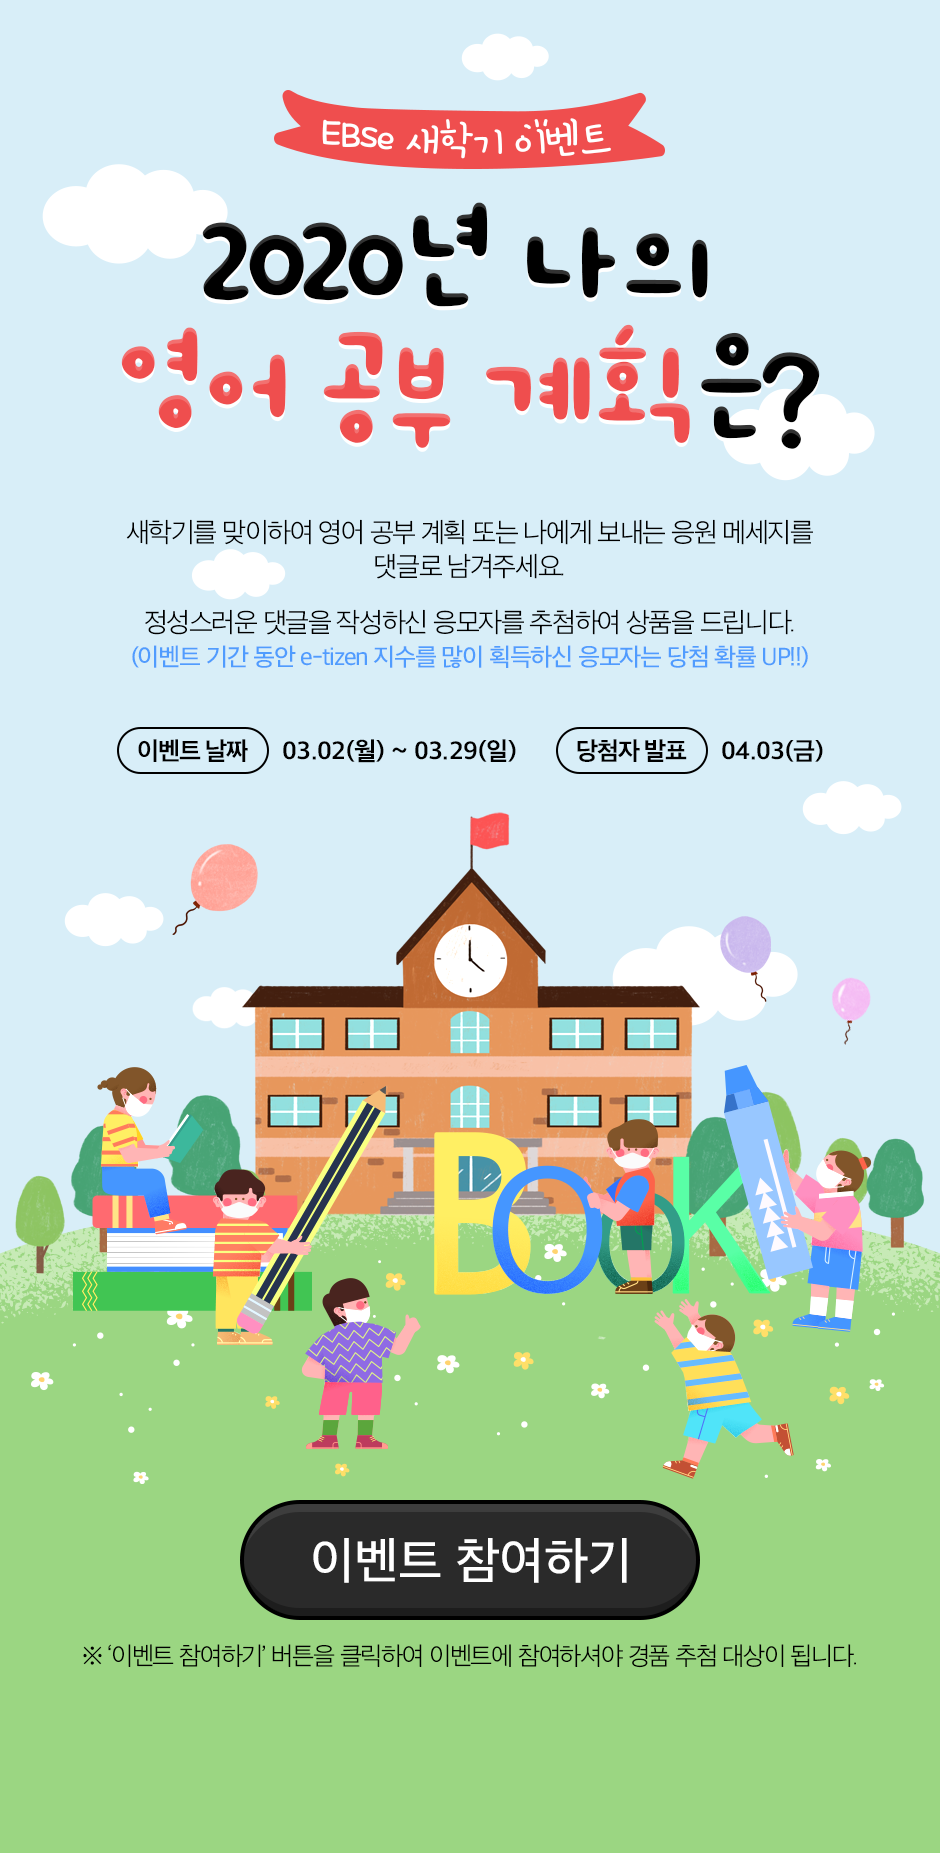 EBSe 새학기 이벤트
2020년 나의
영어 공부 계획은?
새학기를 맞이하여 영어 공부 계획 또는 나에게 보내는 응원 메세지를
댓글로 남겨주세요
정성스러운 댓글을 작성하신 응모자를 추첨하여 상품을 드립니다.
(이벤트 기간 동안 e-tizen 지수를 많이 획득하신 응모자는 당첨 확률 UP!!)
이벤트 날짜 03.02(월) ~ 03.29(일) 당첨자 발표 04.03(금)
BOOK
이벤트 참여하기
※ ‘이벤트 참여하기’ 버튼을 클릭하여 이벤트에 참여하셔야 경품 추첨 대상이 됩니다.